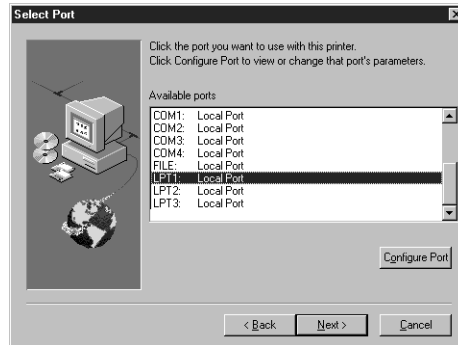 Select Port
Click the port you want to use with this printer.
Click Configure Port to view or change that port's parameters.
Available ports
COM1: Local Port
COM2: Local Port
COM3: Local Port
COM4: Local Port
FILE: Local Port
LPT1: Local Port
LPT2: Local Port
LPT3: Local Port
Configure Port
< Back Next > Cancel